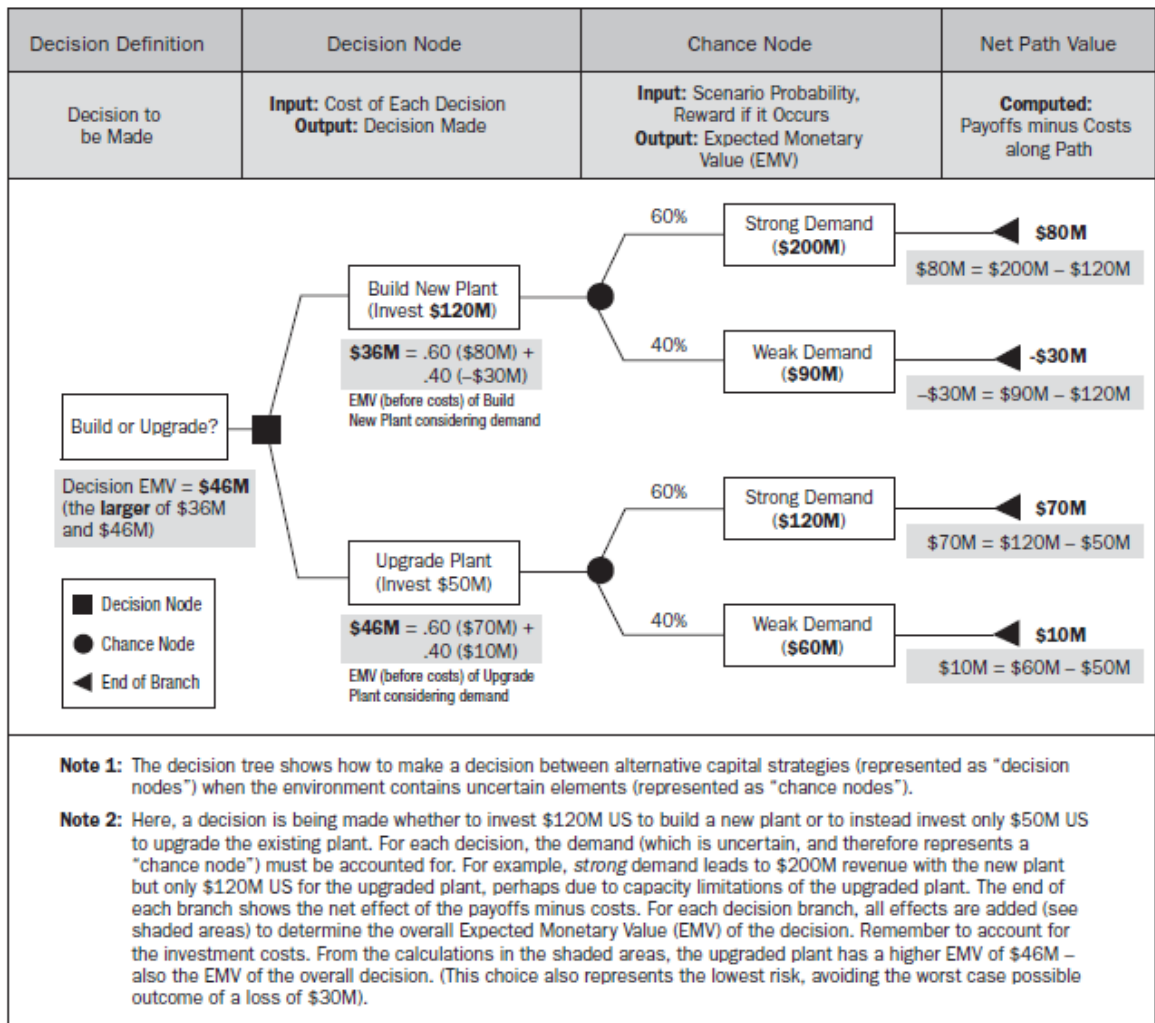 Decision Definition
Decision Node
Chance Node
Net Path Value
Decision to
be Made
Input: Cost of Each Decision
Output: Decision Made
Input: Scenario Probability,
Reward if it Occurs
Output: Expected Monetary
Value (EMV)
Computed:
Payoffs minus Costs
along Path
Build or Upgrade?
Decision EMV = $46M
(the larger of $36M
and $46M)
Build New Plant
(Invest $120M)
$36M = .60 ($80M) +
.40 (–$30M)
EMV (before costs) of Build
New Plant considering demand
60%
Strong Demand
($200M)
$80M
$80M = $200M – $120M
40%
Weak Demand
($90M)
-$30M
–$30M = $90M – $120M
Upgrade Plant
(Invest $50M)
$46M = .60 ($70M) +
.40 ($10M)
EMV (before costs) of Upgrade
Plant considering demand
60%
Strong Demand
($120M)
$70M
$70M = $120M – $50M
40%
Weak Demand
($60M)
$10M
$10M = $60M – $50M
Decision Node
Chance Node
End of Branch
Note 1: The decision tree shows how to make a decision between alternative capital strategies (represented as “decision
nodes”) when the environment contains uncertain elements (represented as “chance nodes”).
Note 2: Here, a decision is being made whether to invest $120M US to build a new plant or to instead invest only $50M US
to upgrade the existing plant. For each decision, the demand (which is uncertain, and therefore represents a
“chance node”) must be accounted for. For example, strong demand leads to $200M revenue with the new plant
but only $120M US for the upgraded plant, perhaps due to capacity limitations of the upgraded plant. The end of
each branch shows the net effect of the payoffs minus costs. For each decision branch, all effects are added (see
shaded areas) to determine the overall Expected Monetary Value (EMV) of the decision. Remember to account for
the investment costs. From the calculations in the shaded areas, the upgraded plant has a higher EMV of $46M –
also the EMV of the overall decision. (This choice also represents the lowest risk, avoiding the worst case possible
outcome of a loss of $30M).